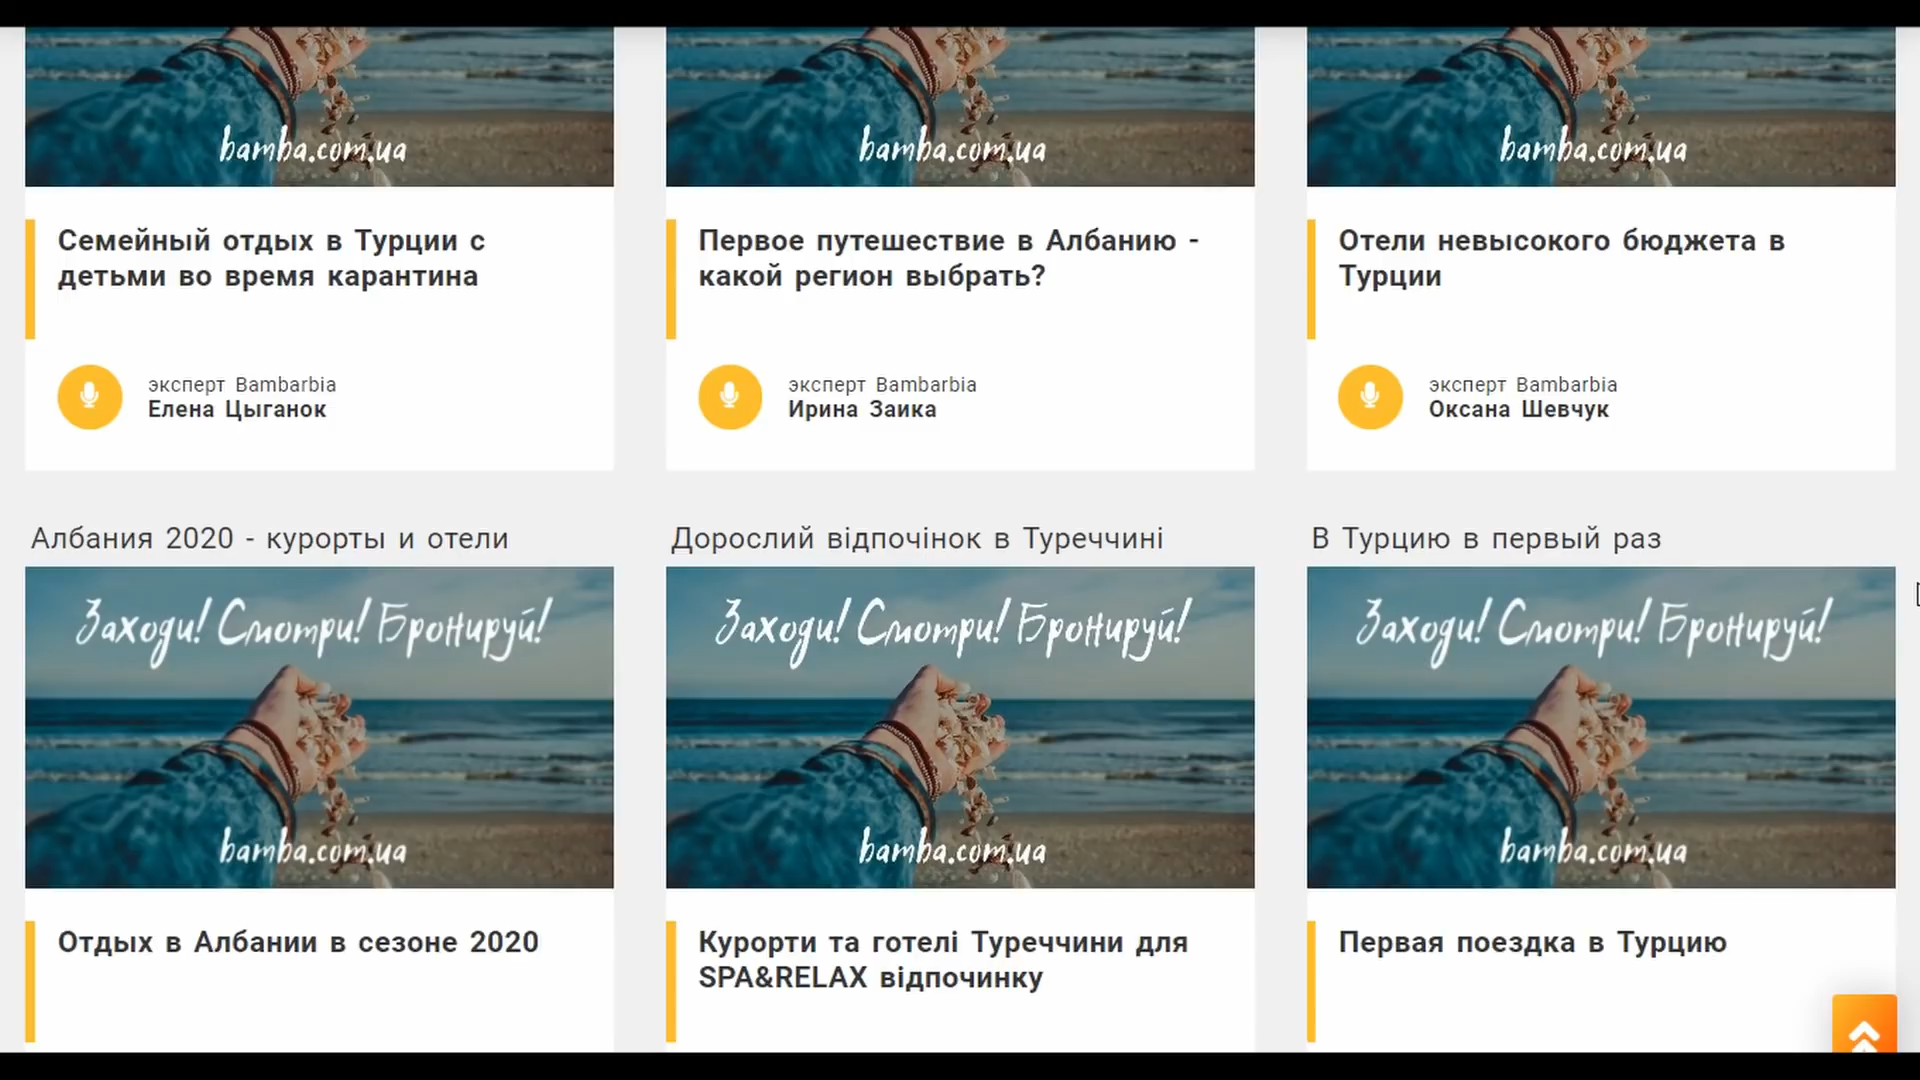 bamba.com.ua
bamba.com.ua
bamba.com.ua
Семейный отдых в Турции с
детьми во время карантина
Первое путешествие в Албанию -
какой регион выбрать?
Отели невысокого бюджета в
Турции
эксперт Bambarbia
Елена Цыганок
эксперт Bambarbia
Ирина Заика
эксперт Bambarbia
Оксана Шевчук
Албания 2020 - курорты и отели
Дорослий відпочінок в Туреччині
В Турцию в первый раз
Заходи! Смотри! Бронируй!
Заходи! Смотри! Бронируй!
Заходи! Смотри! Бронируй!
bamba.com.ua
bamba.com.ua
bamba.com.ua
Отдых в Албании в сезоне 2020
Курорти та готелі Туреччини для
SPA&RELAX відпочинку
Первая поездка в Турцию